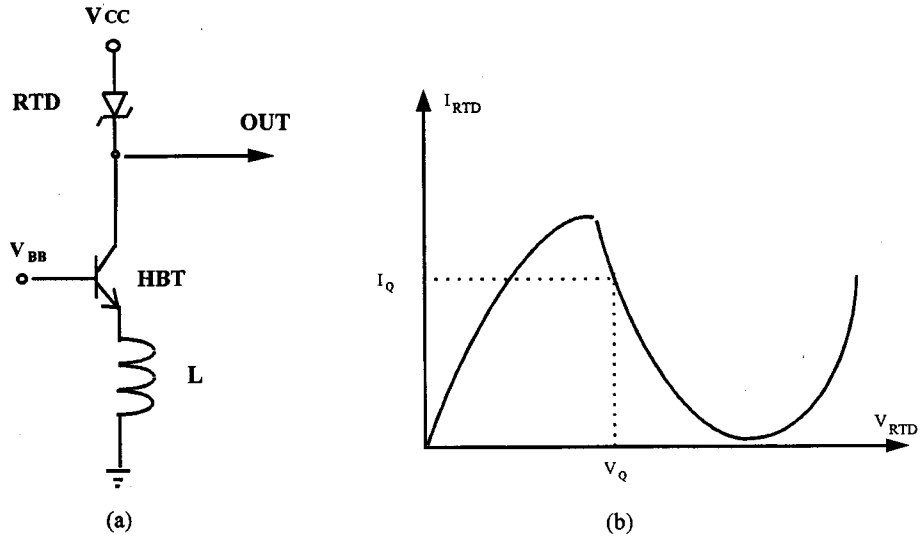 VCC
RTD
OUT
VBB
HBT
L
(a)
IRTD
IQ
VRTD
VQ
(b)